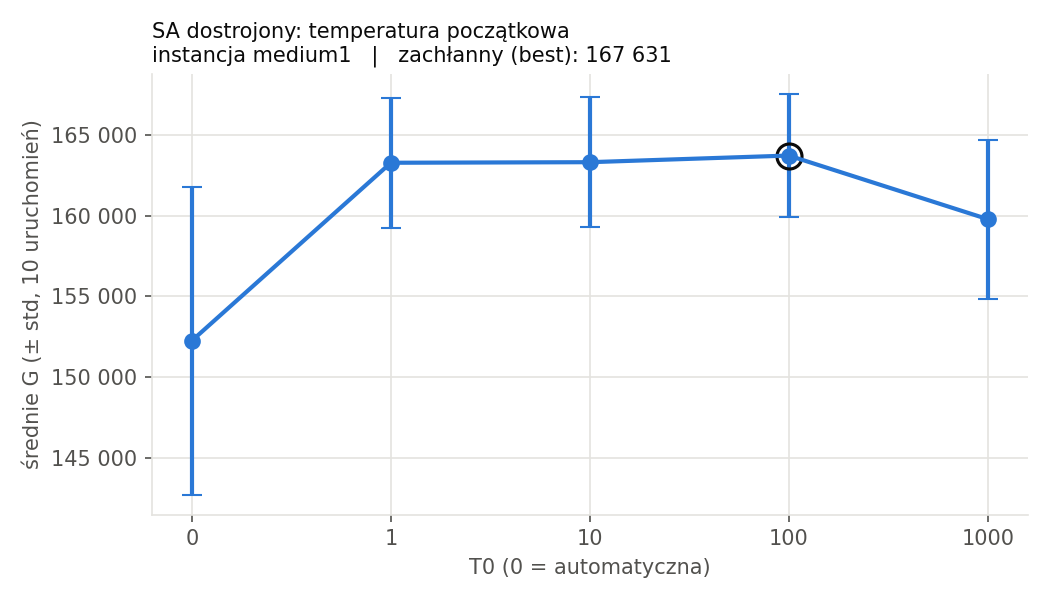 SA dostrojony: temperatura początkowa
instancja medium1   |   zachłanny (best): 167 631
średnie G (± std, 10 uruchomień)
165 000
160 000
155 000
150 000
145 000
0
1
10
100
1000
T0 (0 = automatyczna)